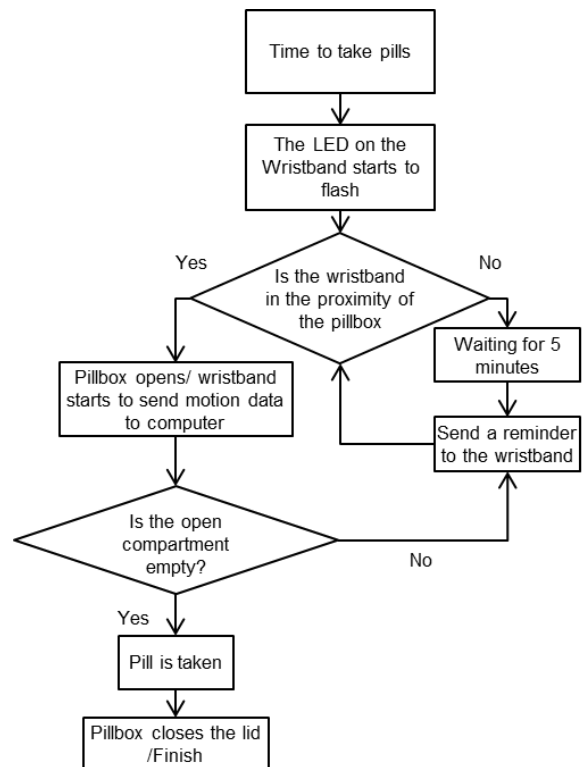 Time to take pills
The LED on the
Wristband starts to
flash
Yes
No
Is the wristband
in the proximity of
the pillbox
Waiting for 5
minutes
Pillbox opens/ wristband
starts to send motion data
to computer
Send a reminder
to the wristband
Is the open
compartment
empty?
No
Yes
Pill is taken
Pillbox closes the lid
/Finish